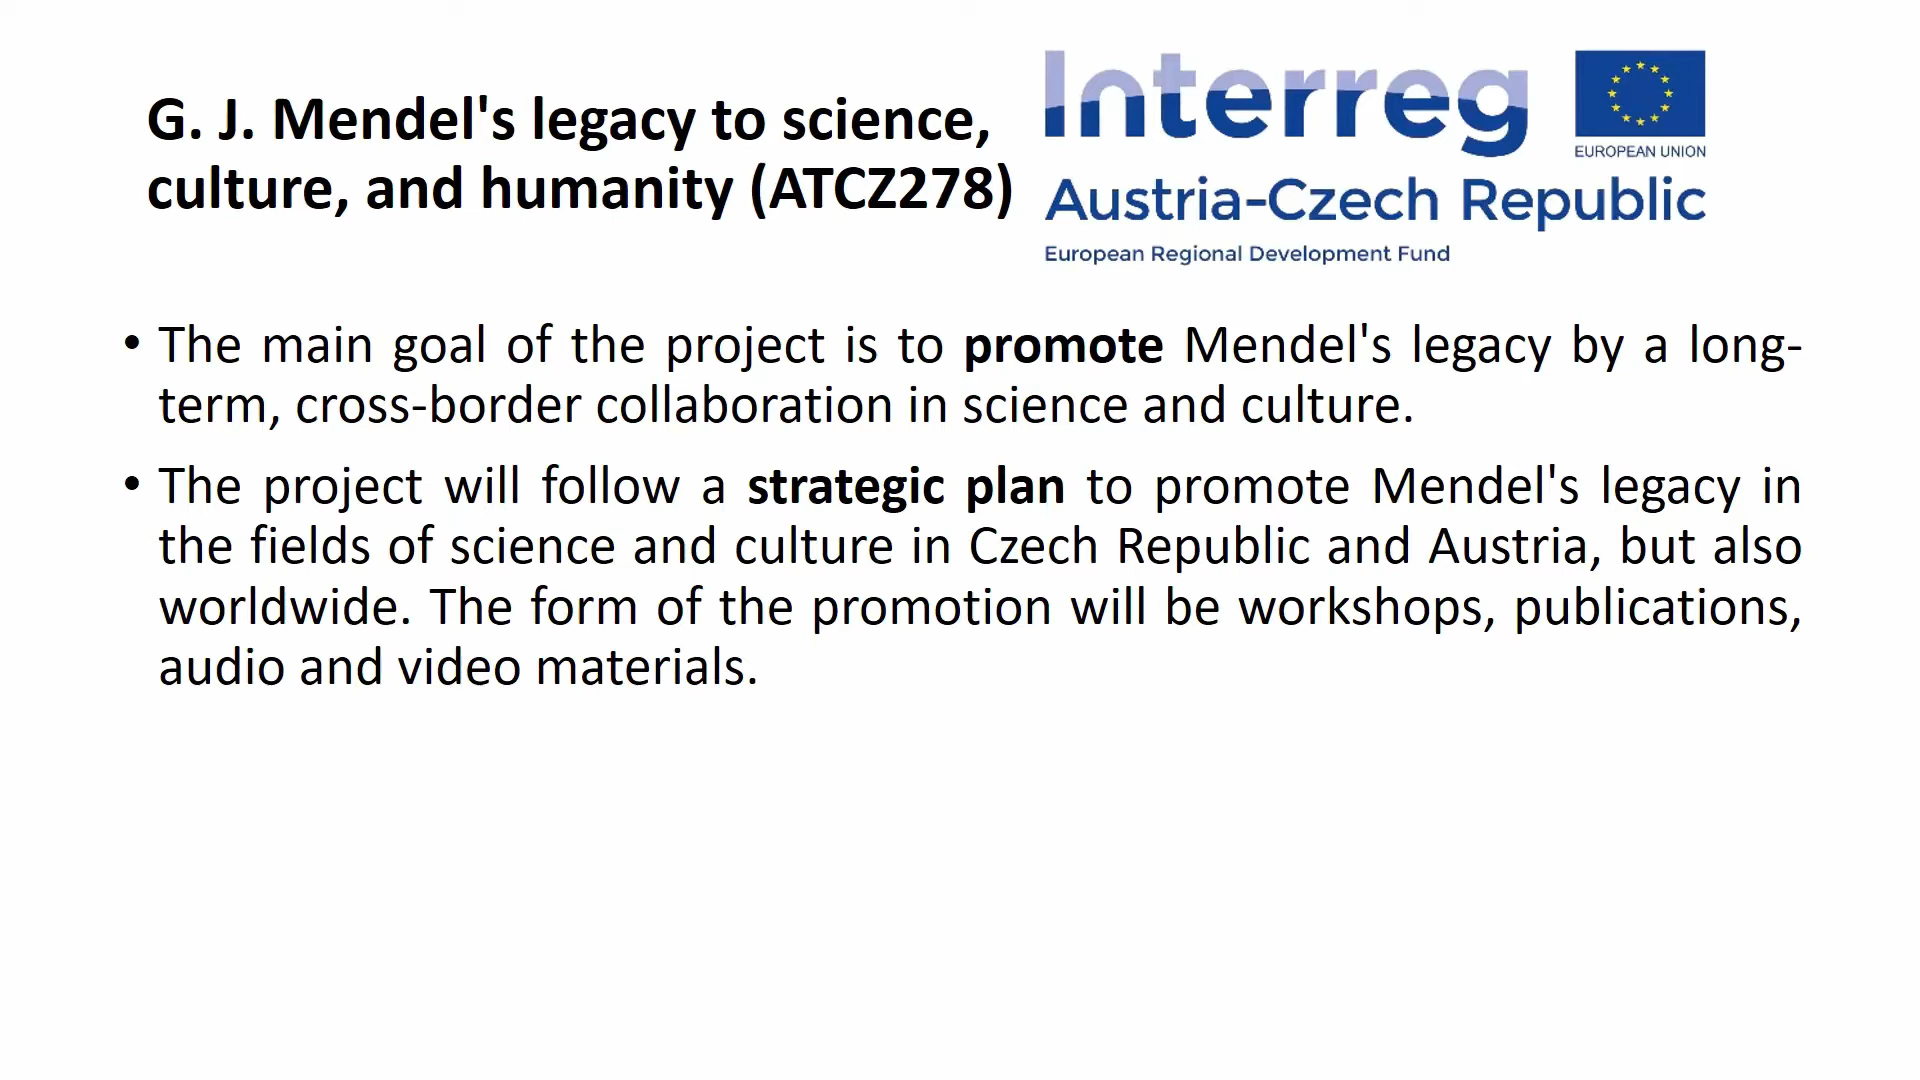 G. J. Mendel's legacy to science,
culture, and humanity (ATCZ278)
Interreg
EUROPEAN UNION
Austria-Czech Republic
European Regional Development Fund
• The main goal of the project is to promote Mendel's legacy by a long-
term, cross-border collaboration in science and culture.
• The project will follow a strategic plan to promote Mendel's legacy in
the fields of science and culture in Czech Republic and Austria, but also
worldwide. The form of the promotion will be workshops, publications,
audio and video materials.